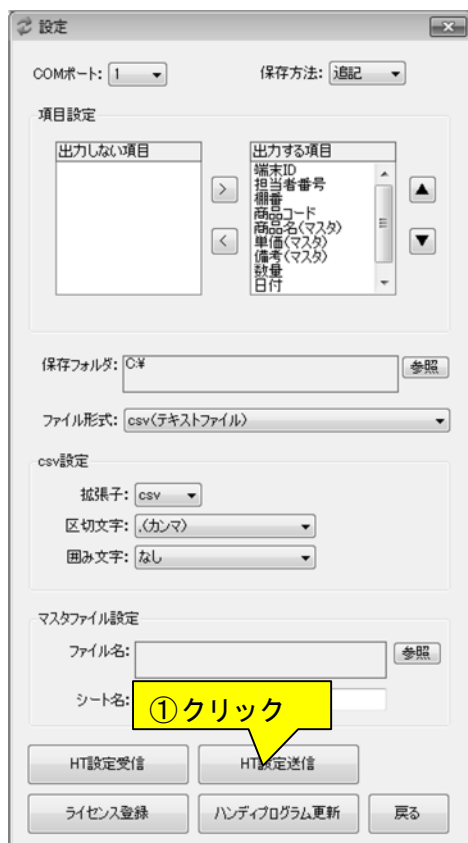 設定
COMポート: 1 保存方法: 追記
項目設定
出力しない項目
出力する項目
端末ID
担当者番号
棚番
商品コード
商品名(マスタ)
単価(マスタ)
備考(マスタ)
数量
日付
> < ▲ ▼
保存フォルダ: C:¥ 参照
ファイル形式: csv(テキストファイル)
csv設定
拡張子: csv
区切文字: ,(カンマ)
囲み文字: なし
マスタファイル設定
ファイル名: 参照
シート名:
①クリック
HT設定受信 HT設定送信
ライセンス登録 ハンディプログラム更新 戻る